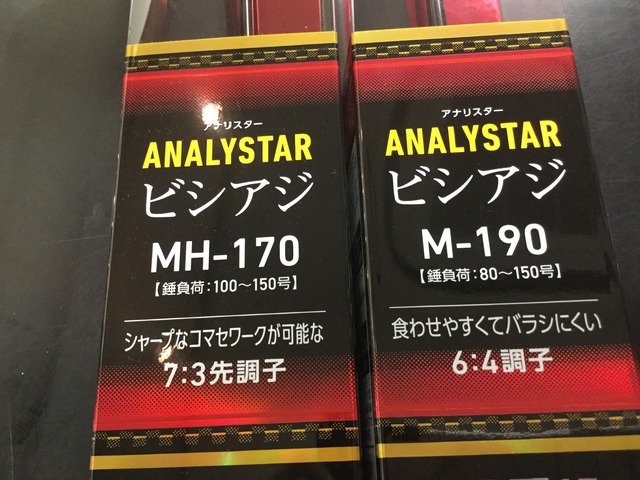 アナリスター
ANALYSTAR
ビシアジ
MH-170
【錘負荷:100～150号】
シャープなコマセワークが可能な
7:3先調子
アナリスター
ANALYSTAR
ビシアジ
M-190
【錘負荷:80～150号】
食わせやすくてバラシにくい
6:4調子